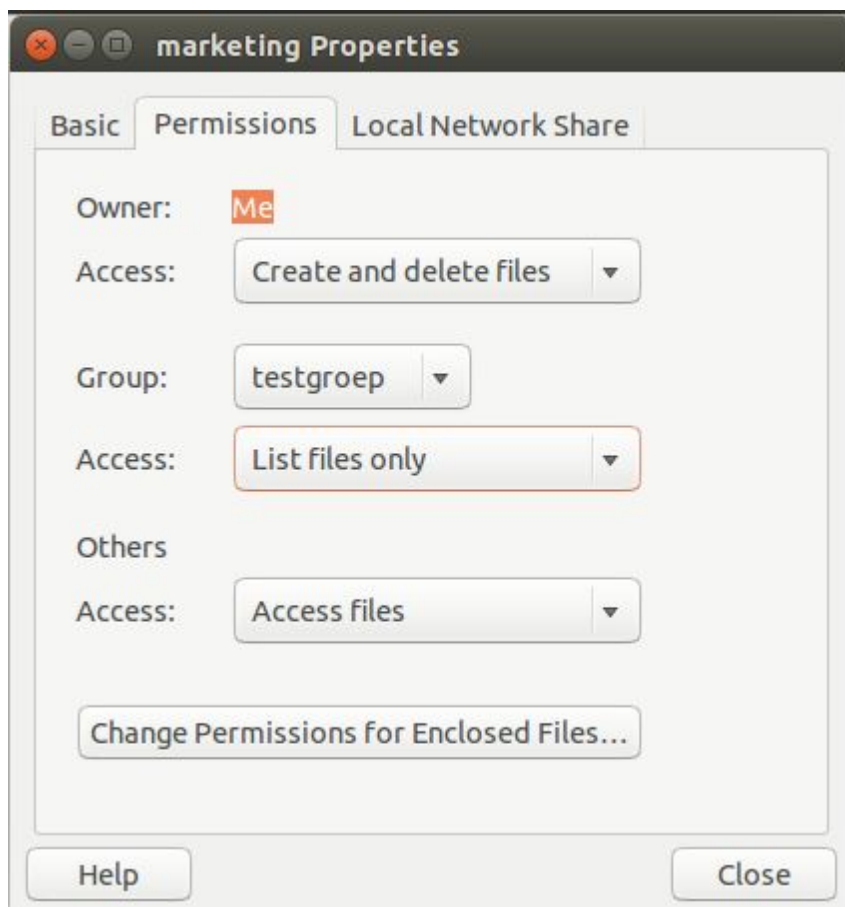 marketing Properties
Basic Permissions Local Network Share
Owner: Me
Access: Create and delete files
Group: testgroep
Access: List files only
Others
Access: Access files
Change Permissions for Enclosed Files...
Help Close